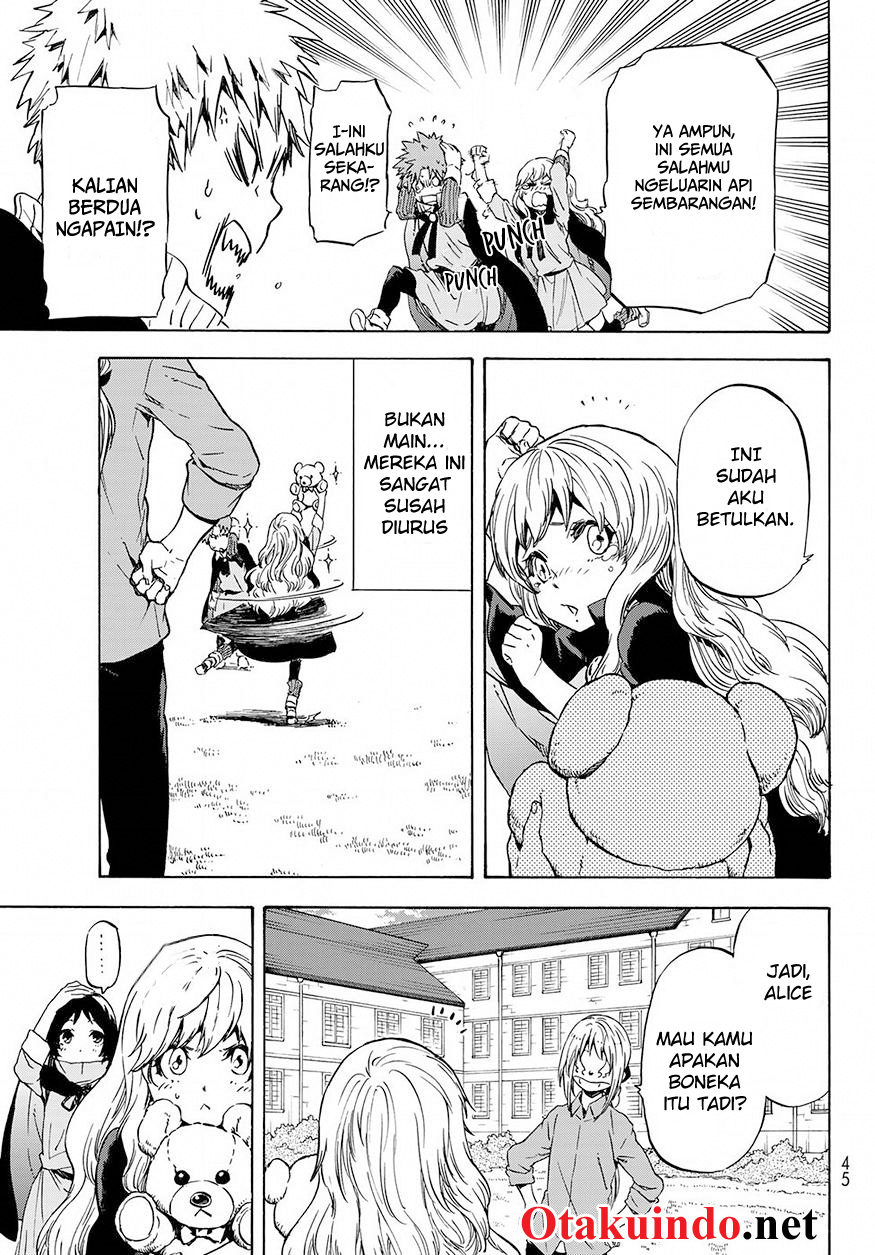 YA AMPUN,
INI SEMUA
SALAHMU
NGELUARIN API
SEMBARANGAN!
PUNCH
PUNCH
I-INI
SALAHKU
SEKA-
RANG!?
KALIAN
BERDUA
NGAPAIN!?
INI
SUDAH
AKU
BETULKAN.
BUKAN
MAIN...
MEREKA INI
SANGAT
SUSAH
DIURUS
JADI,
ALICE
MAU KAMU
APAKAN
BONEKA
ITU TADI?
.....
45
Otakuindo.net